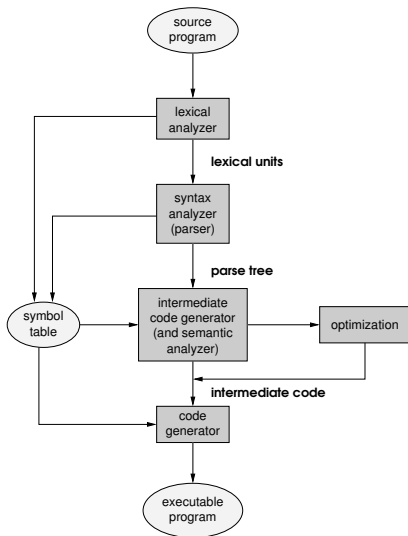 source
program
lexical
analyzer
lexical units
syntax
analyzer
(parser)
parse tree
symbol
table
intermediate
code generator
(and semantic
analyzer)
optimization
intermediate code
code
generator
executable
program